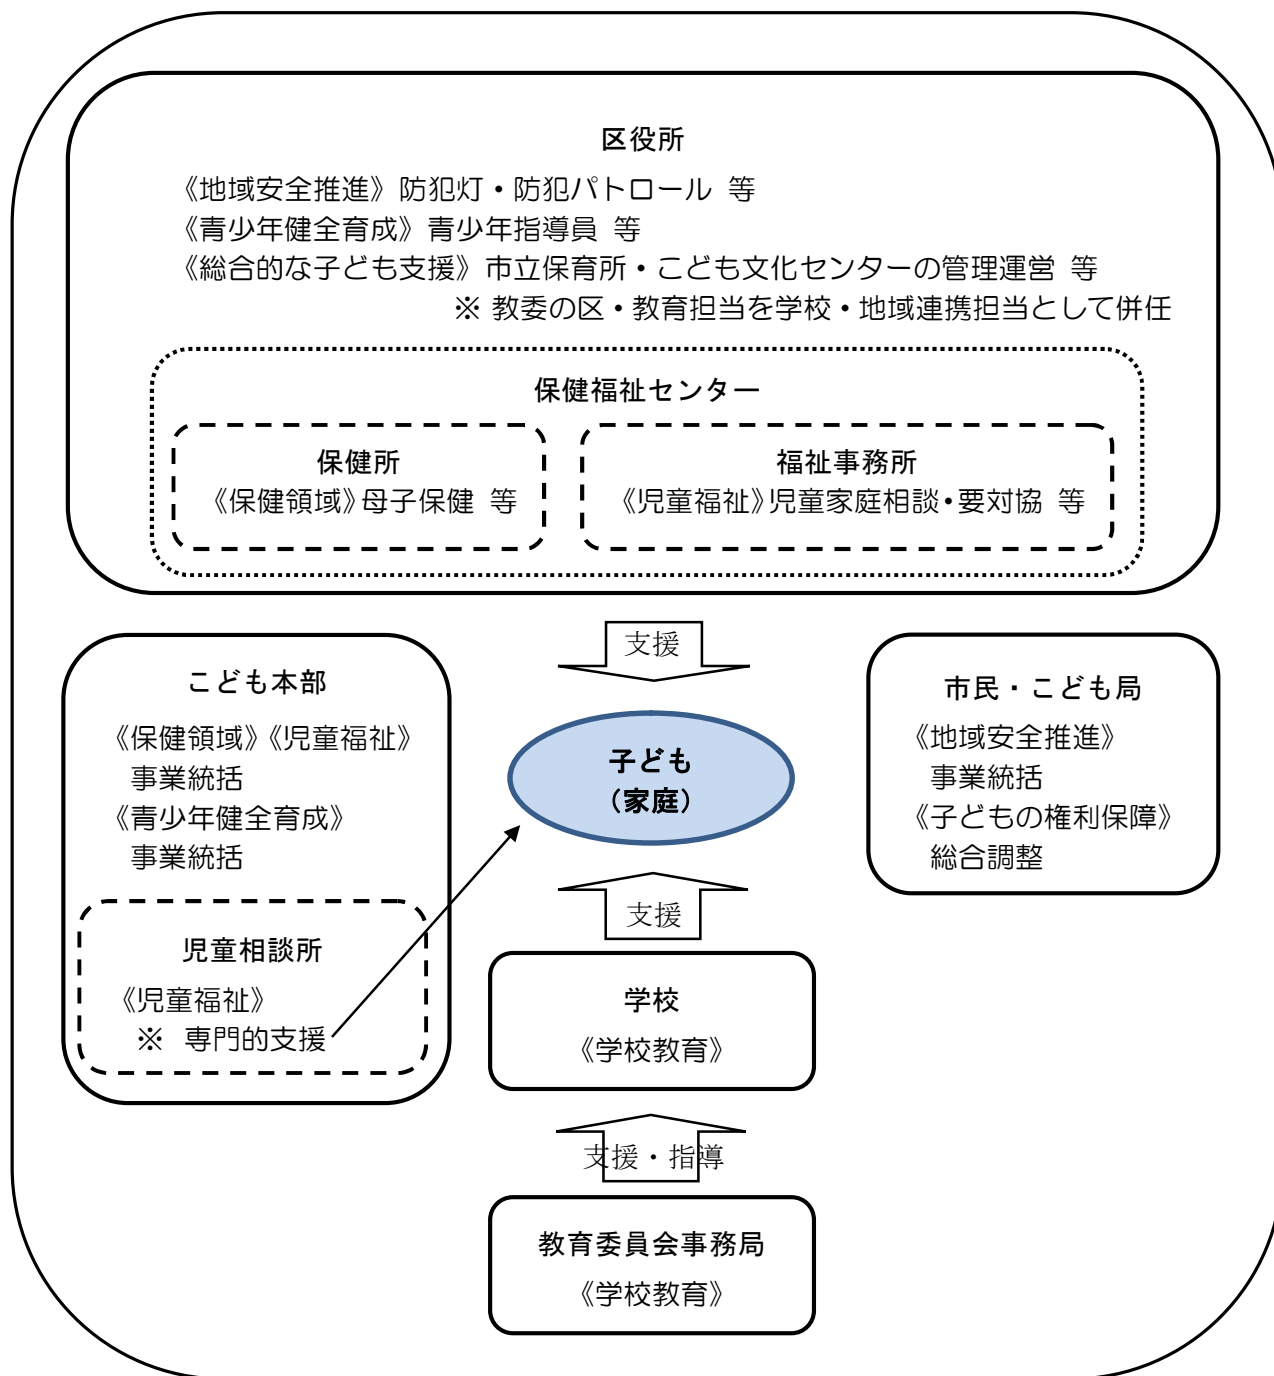 区役所
《地域安全推進》防犯灯・防犯パトロール 等
《青少年健全育成》青少年指導員 等
《総合的な子ども支援》市立保育所・こども文化センターの管理運営 等
※ 教委の区・教育担当を学校・地域連携担当として併任
保健福祉センター
保健所
《保健領域》母子保健 等
福祉事務所
《児童福祉》児童家庭相談・要対協 等
支援
こども本部
《保健領域》《児童福祉》
事業統括
《青少年健全育成》
事業統括
児童相談所
《児童福祉》
※ 専門的支援
子ども
（家庭）
市民・こども局
《地域安全推進》
事業統括
《子どもの権利保障》
総合調整
支援
学校
《学校教育》
支援・指導
教育委員会事務局
《学校教育》